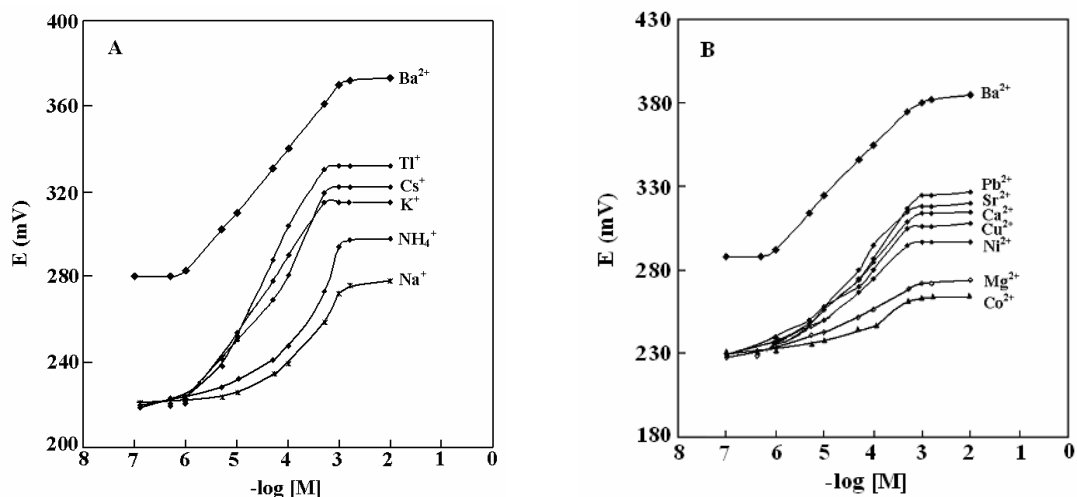 A
400
360
320
280
240
200
E (mV)
Ba²⁺
Tl⁺
Cs⁺
K⁺
NH₄⁺
Na⁺
8 7 6 5 4 3 2 1 0
-log [M]
B
430
380
330
280
230
180
E (mV)
Ba²⁺
Pb²⁺
Sr²⁺
Ca²⁺
Cu²⁺
Ni²⁺
Mg²⁺
Co²⁺
8 7 6 5 4 3 2 1 0
-log [M]